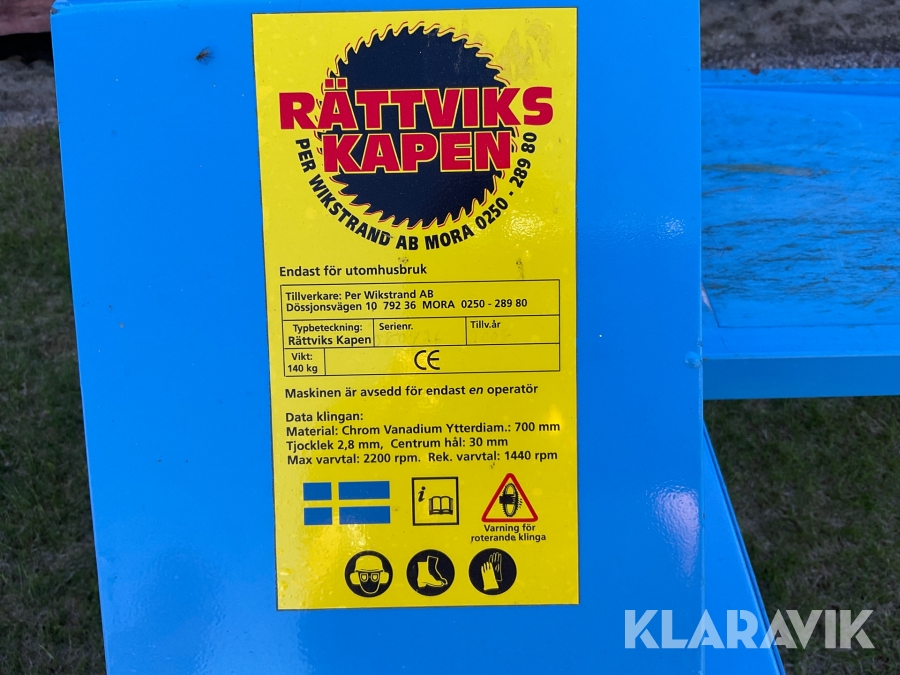 RÄTTVIKS
KAPEN
PER WIKSTRAND AB MORA 0250 - 289 80
Endast för utomhusbruk
Tillverkare: Per Wikstrand AB
Dössjonsvägen 10 792 36 MORA 0250 - 289 80
Typbeteckning: Serienr. Tillv.år
Rättviks Kapen
Vikt:
140 kg CE
Maskinen är avsedd för endast en operatör
Data klingan:
Material: Chrom Vanadium Ytterdiam.: 700 mm
Tjocklek 2,8 mm, Centrum hål: 30 mm
Max varvtal: 2200 rpm. Rek. varvtal: 1440 rpm
i
Varning för
roterande klinga
KLARAVIK